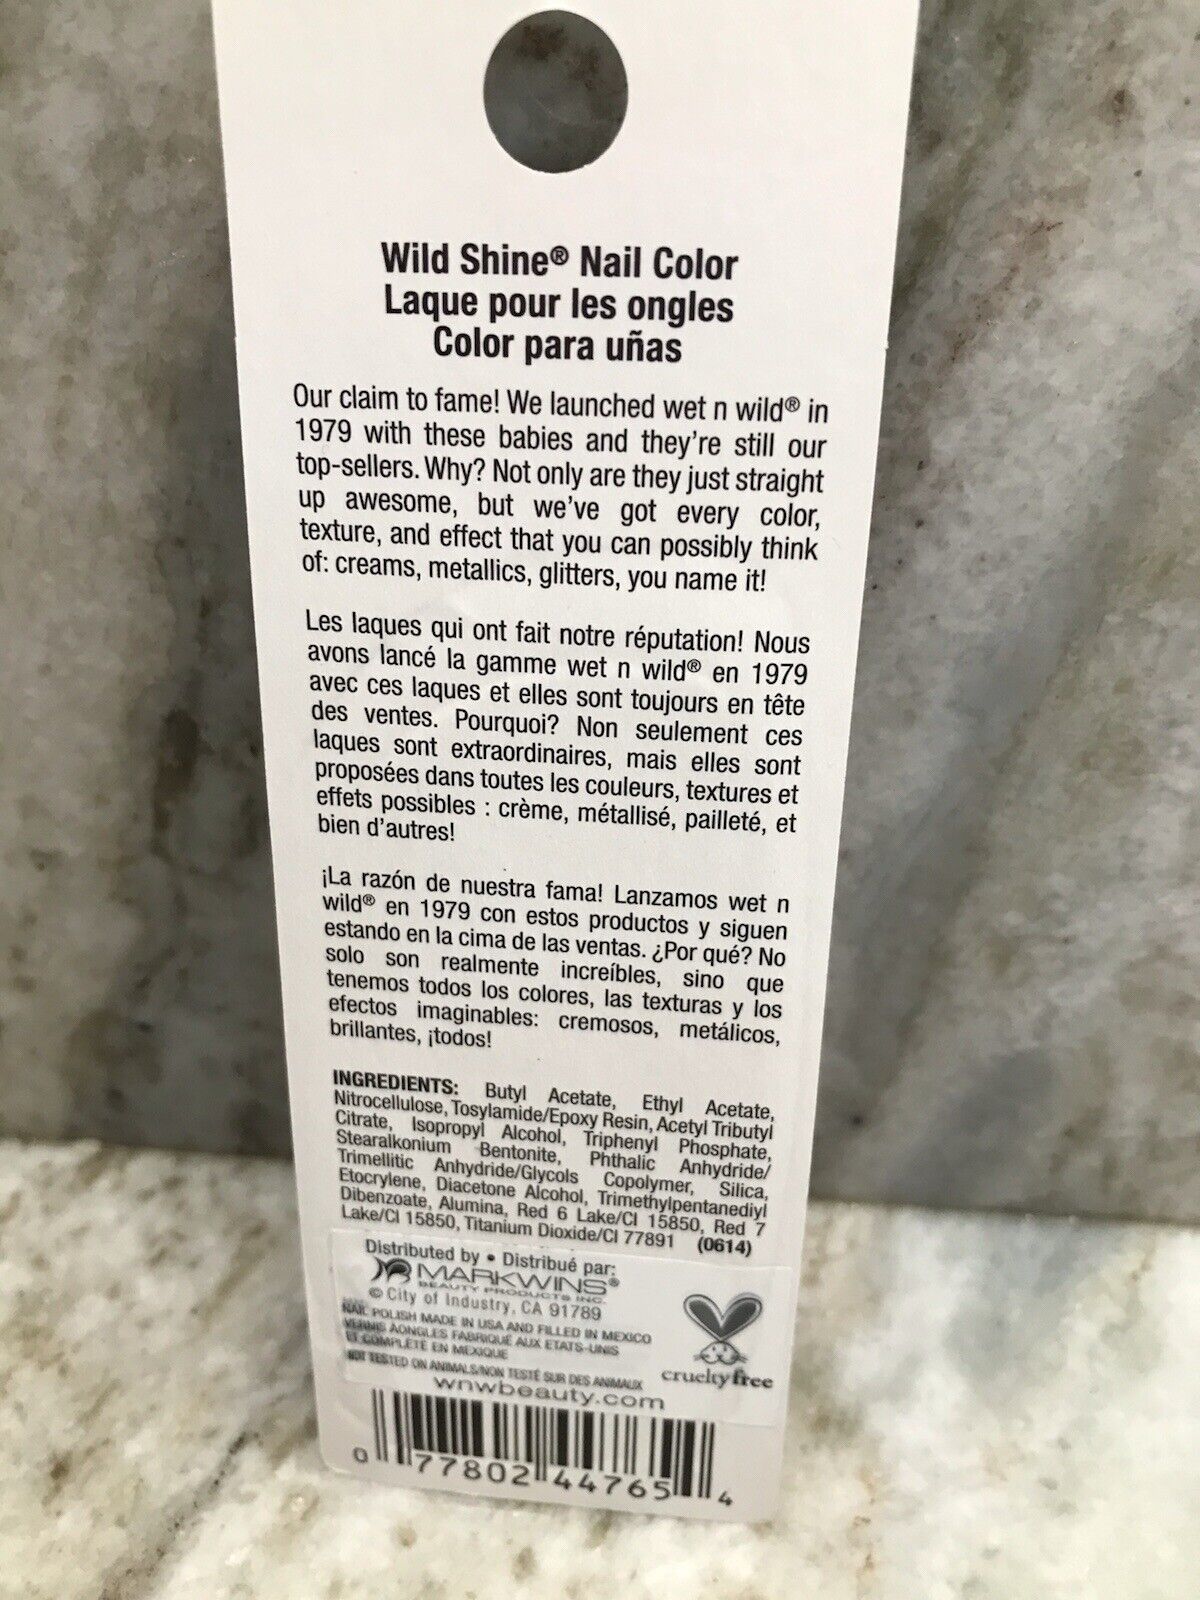 Wild Shine® Nail Color
Laque pour les ongles
Color para uñas
Our claim to fame! We launched wet n wild® in
1979 with these babies and they're still our
top-sellers. Why? Not only are they just straight
up awesome, but we've got every color,
texture, and effect that you can possibly think
of: creams, metallics, glitters, you name it!
Les laques qui ont fait notre réputation! Nous
avons lancé la gamme wet n wild® en 1979
avec ces laques et elles sont toujours en tête
des ventes. Pourquoi? Non seulement ces
laques sont extraordinaires, mais elles sont
proposées dans toutes les couleurs, textures et
effets possibles : crème, métallisé, pailleté, et
bien d'autres!
¡La razón de nuestra fama! Lanzamos wet n
wild® en 1979 con estos productos y siguen
estando en la cima de las ventas. ¿Por qué? No
solo son realmente increíbles, sino que
tenemos todos los colores, las texturas y los
efectos imaginables: cremosos, metálicos,
brillantes, ¡todos!
INGREDIENTS: Butyl Acetate, Ethyl Acetate,
Nitrocellulose, Tosylamide/Epoxy Resin, Acetyl Tributyl
Citrate, Isopropyl Alcohol, Triphenyl Phosphate,
Stearalkonium Bentonite, Phthalic Anhydride/
Trimellitic Anhydride/Glycols Copolymer, Silica,
Etocrylene, Diacetone Alcohol, Trimethylpentanediyl
Dibenzoate, Alumina, Red 6 Lake/CI 15850, Red 7
Lake/CI 15850, Titanium Dioxide/CI 77891 (0614)
Distributed by • Distribué par:
MARKWINS®
BEAUTY PRODUCTS INC.
© City of Industry, CA 91789
NAIL POLISH MADE IN USA AND FILLED IN MEXICO
VERNIS AONGLES FABRIQUÉ AUX ETATS-UNIS
ET COMPLÉTÉ EN MEXIQUE
NOT TESTED ON ANIMALS/NON TESTÉ SUR DES ANIMAUX
crueltyfree
wnwbeauty.com
0 77802 44765 4